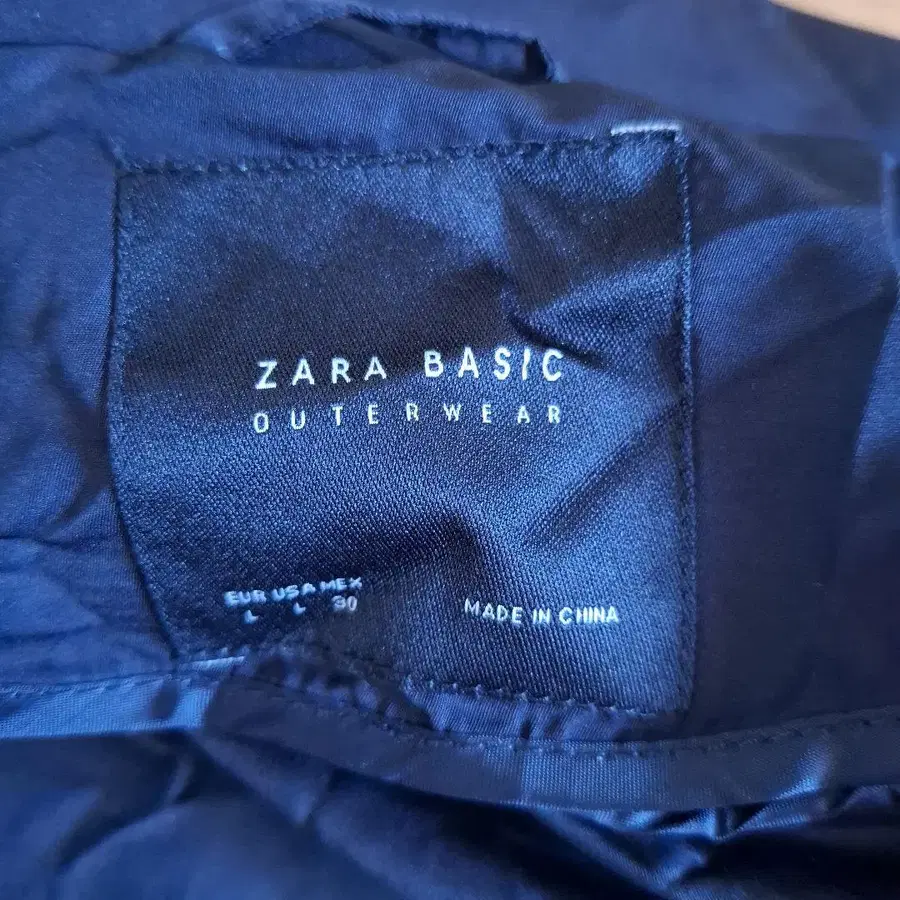 ZARA BASIC
OUTERWEAR
EUR USA MEX
L L 30
MADE IN CHINA